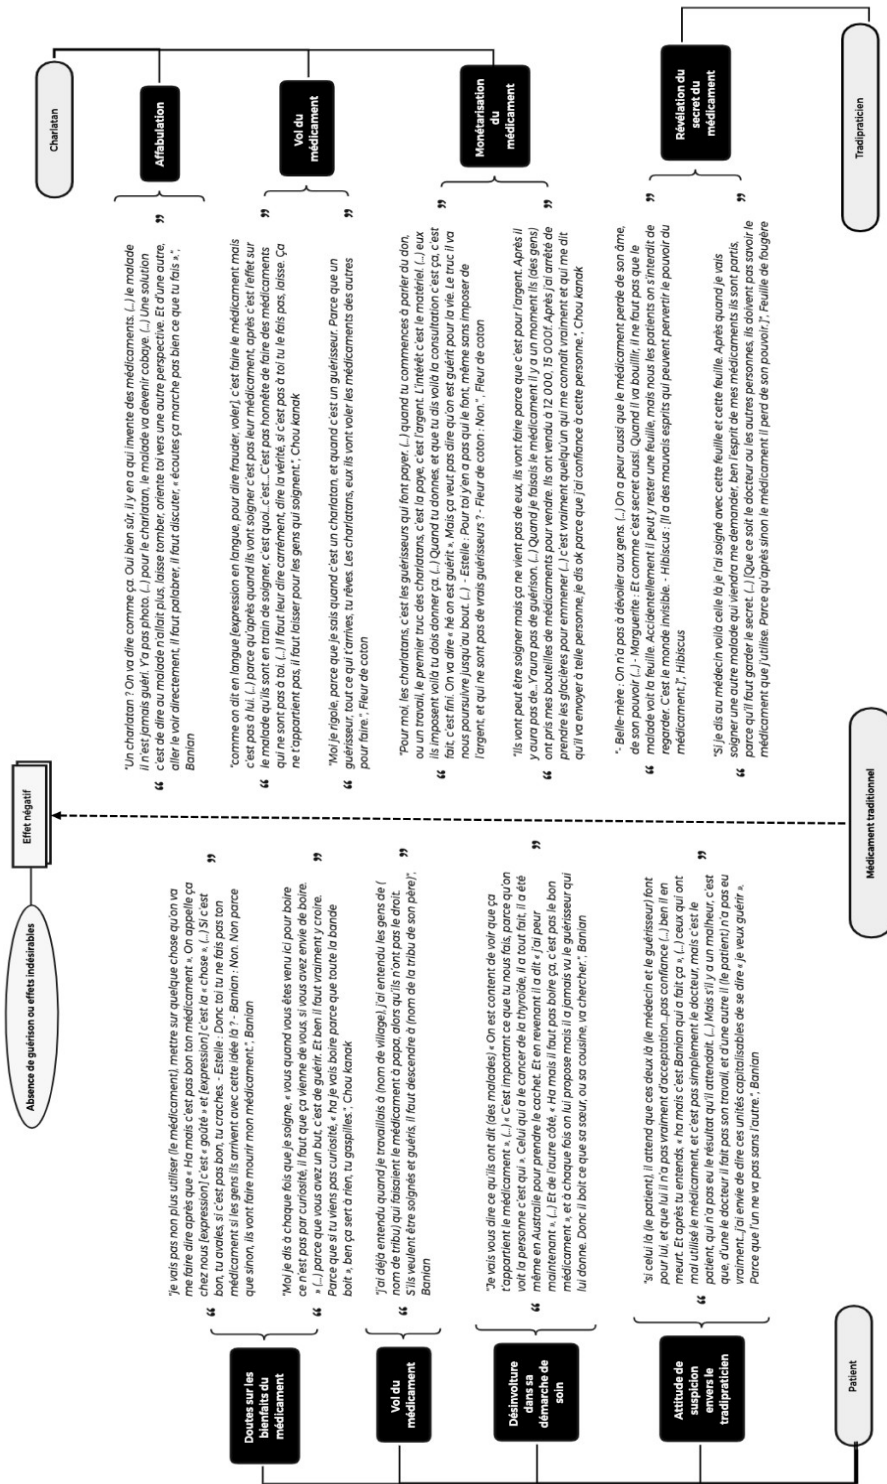 Absence de guérison ou effets indésirables
Effet négatif
Doutes sur les
bienfaits du
médicament
“
"je vais pas non plus utiliser (le médicament), mettre sur quelque chose qu'on va
me faire dire après que « Ha mais c'est pas bon ton médicament ». On appelle ça
chez nous [expression] c'est « goûté » et [expression] c'est la « chose ». (...) Si c'est
bon, tu avales, si c'est pas bon, tu craches. - Estelle : Donc toi tu ne fais pas ton
médicament si les gens ils arrivent avec cette idée là ? - Banian : Non. Non parce
que sinon, ils vont faire mourir mon médicament.", Banian
”
“
"Moi je dis à chaque fois que je soigne, « vous quand vous êtes venu ici pour boire
ce n'est pas par curiosité, il faut que ça vienne de vous, si vous avez envie de boire.
» (...) parce que vous avez un but, c'est de guérir. Et ben il faut vraiment y croire.
Parce que si tu viens pas curiosité, « ha je vais boire parce que toute la bande
boit », ben ça sert à rien, tu gaspilles.", Chou kanak
”
Vol du
médicament
“
"j'ai déjà entendu quand je travaillais à (nom de village), j'ai entendu les gens de (
nom de tribu) qui faisaient le médicament à papa, alors qu'ils n'ont pas le droit.
S'ils veulent être soignés et guéris, il faut descendre à (nom de la tribu de son père)",
Banian
”
Désinvolture
dans sa
démarche de
soin
“
"Je vais vous dire ce qu'ils ont dit (des malades) « On est content de voir que ça
t'appartient le médicament ». (...) « C'est important ce que tu nous fais, parce qu'on
voit la personne c'est qui ». Celui qui a le cancer de la thyroïde, il a tout fait, il a été
même en Australie pour prendre le cachet. Et en revenant il a dit « j'ai peur
maintenant ». (...) Et de l'autre côté, « Ha mais il faut pas boire ça, c'est pas le bon
médicament », et à chaque fois on lui propose mais il a jamais vu le guérisseur qui
lui donne. Donc il boit ce que sa sœur, ou sa cousine, va chercher.", Banian
”
Attitude de
suspicion
envers le
tradipraticien
“
"si celui là (le patient), il attend que ces deux là (le médecin et le guérisseur) font
pour lui, et que lui il n'a pas vraiment d'acceptation...pas confiance (...) ben il en
meurt. Et après tu entends, « ha mais c'est Banian qui a fait ça ». (...) ceux qui ont
mal utilisé le médicament, et c'est pas simplement le docteur, mais c'est le
patient, qui n'a pas eu le résultat qu'il attendait. (...) Mais s'il y a un malheur, c'est
que, d'une le docteur il fait pas son travail, et d'une autre il (le patient) n'a pas eu
vraiment...j'ai envie de dire ces unités capitalisables de se dire « je veux guérir ».
Parce que l'un ne va pas sans l'autre.", Banian
”
Patient
Médicament traditionnel
Charlatan
Affabulation
“
"Un charlatan ? On va dire comme ça. Oui bien sûr, il y en a qui invente des médicaments. (...) le malade
il n'est jamais guéri. Y'a pas photo. (...) pour le charlatan, le malade va devenir cobaye. (...) Une solution
c'est de dire au malade n'allait plus, laisse tomber, oriente toi vers une autre perspective. Et d'une autre,
aller le voir directement. Il faut palabrer, il faut discuter, « écoutes ça marche pas bien ce que tu fais ».",
Banian
”
Vol du
médicament
“
"comme on dit en langue [expression en langue, pour dire frauder, voler], c'est faire le médicament mais
c'est pas à lui. (...) parce qu'après quand ils vont soigner c'est pas leur médicament, après c'est l'effet sur
le malade qu'ils sont en train de soigner, c'est quoi, c'est...C'est pas honnête de faire des médicaments
qui ne sont pas à toi. (...) Il faut leur dire carrément, dire la vérité, si c'est pas à toi tu le fais pas, laisse. Ça
ne t'appartient pas, il faut laisser pour les gens qui soignent.", Chou kanak
”
“
"Moi je rigole, parce que je sais quand c'est un charlatan, et quand c'est un guérisseur. Parce que un
guérisseur, tout ce qui t'arrives, tu rêves. Les charlatans, eux ils vont voler les médicaments des autres
pour faire.", Fleur de coton
”
Monétarisation
du
médicament
“
"Pour moi, les charlatans, c'est les guérisseurs qui font payer. (...) quand tu commences à parler du don,
ou un travail, le premier truc des charlatans, c'est la paye, c'est l'argent. L'intérêt c'est le matériel. (...) eux
ils imposent voilà tu dois donner ça. (...) Quand tu donnes, et que tu dis voilà la consultation c'est ça, c'est
fait, c'est fini. On va dire « hé on est guérit ». Mais ça veut pas dire qu'on est guérit pour la vie. Le truc il va
nous poursuivre jusqu'au bout. (...) - Estelle : Pour toi y'en a pas qui le font, même sans imposer de
l'argent, et qui ne sont pas de vrais guérisseurs ? - Fleur de coton : Non.", Fleur de coton
”
“
"Ils vont peut être soigner mais ça ne vient pas de eux, ils vont faire parce que c'est pour l'argent. Après il
y aura pas de...Y'aura pas de guérison. (...) Quand je faisais le médicament il y a un moment ils (des gens)
ont pris mes bouteilles de médicaments pour vendre. Ils ont vendu à 12 000, 15 000f. Après j'ai arrêté de
prendre les glacières pour emmener (...) c'est vraiment quelqu'un qui me connaît vraiment et qui me dit
qu'il va envoyer à telle personne, je dis ok parce que j'ai confiance à cette personne.", Chou kanak
”
Révélation du
secret du
médicament
“
"- Belle-mère : On n'a pas à dévoiler aux gens. (...) On a peur aussi que le médicament perde de son âme,
de son pouvoir (...) - Marguerite : Et comme c'est secret aussi. Quand il va bouillir, il ne faut pas que le
malade voit la feuille. Accidentellement il peut y rester une feuille, mais nous les patients on s'interdit de
regarder. C'est le monde invisible. - Hibiscus : [Il a des mauvais esprits qui peuvent pervertir le pouvoir du
médicament.]", Hibiscus
”
“
"Si je dis au médecin voilà celle là je l'ai soigné avec cette feuille et cette feuille. Après quand je vais
soigner une autre malade qui viendra me demander, ben l'esprit de mes médicaments ils sont partis,
parce qu'il faut garder le secret. (...) [Que ce soit le docteur ou les autres personnes, ils doivent pas savoir le
médicament que j'utilise. Parce qu'après sinon le médicament il perd de son pouvoir.]", Feuille de fougère
”
Tradipraticien